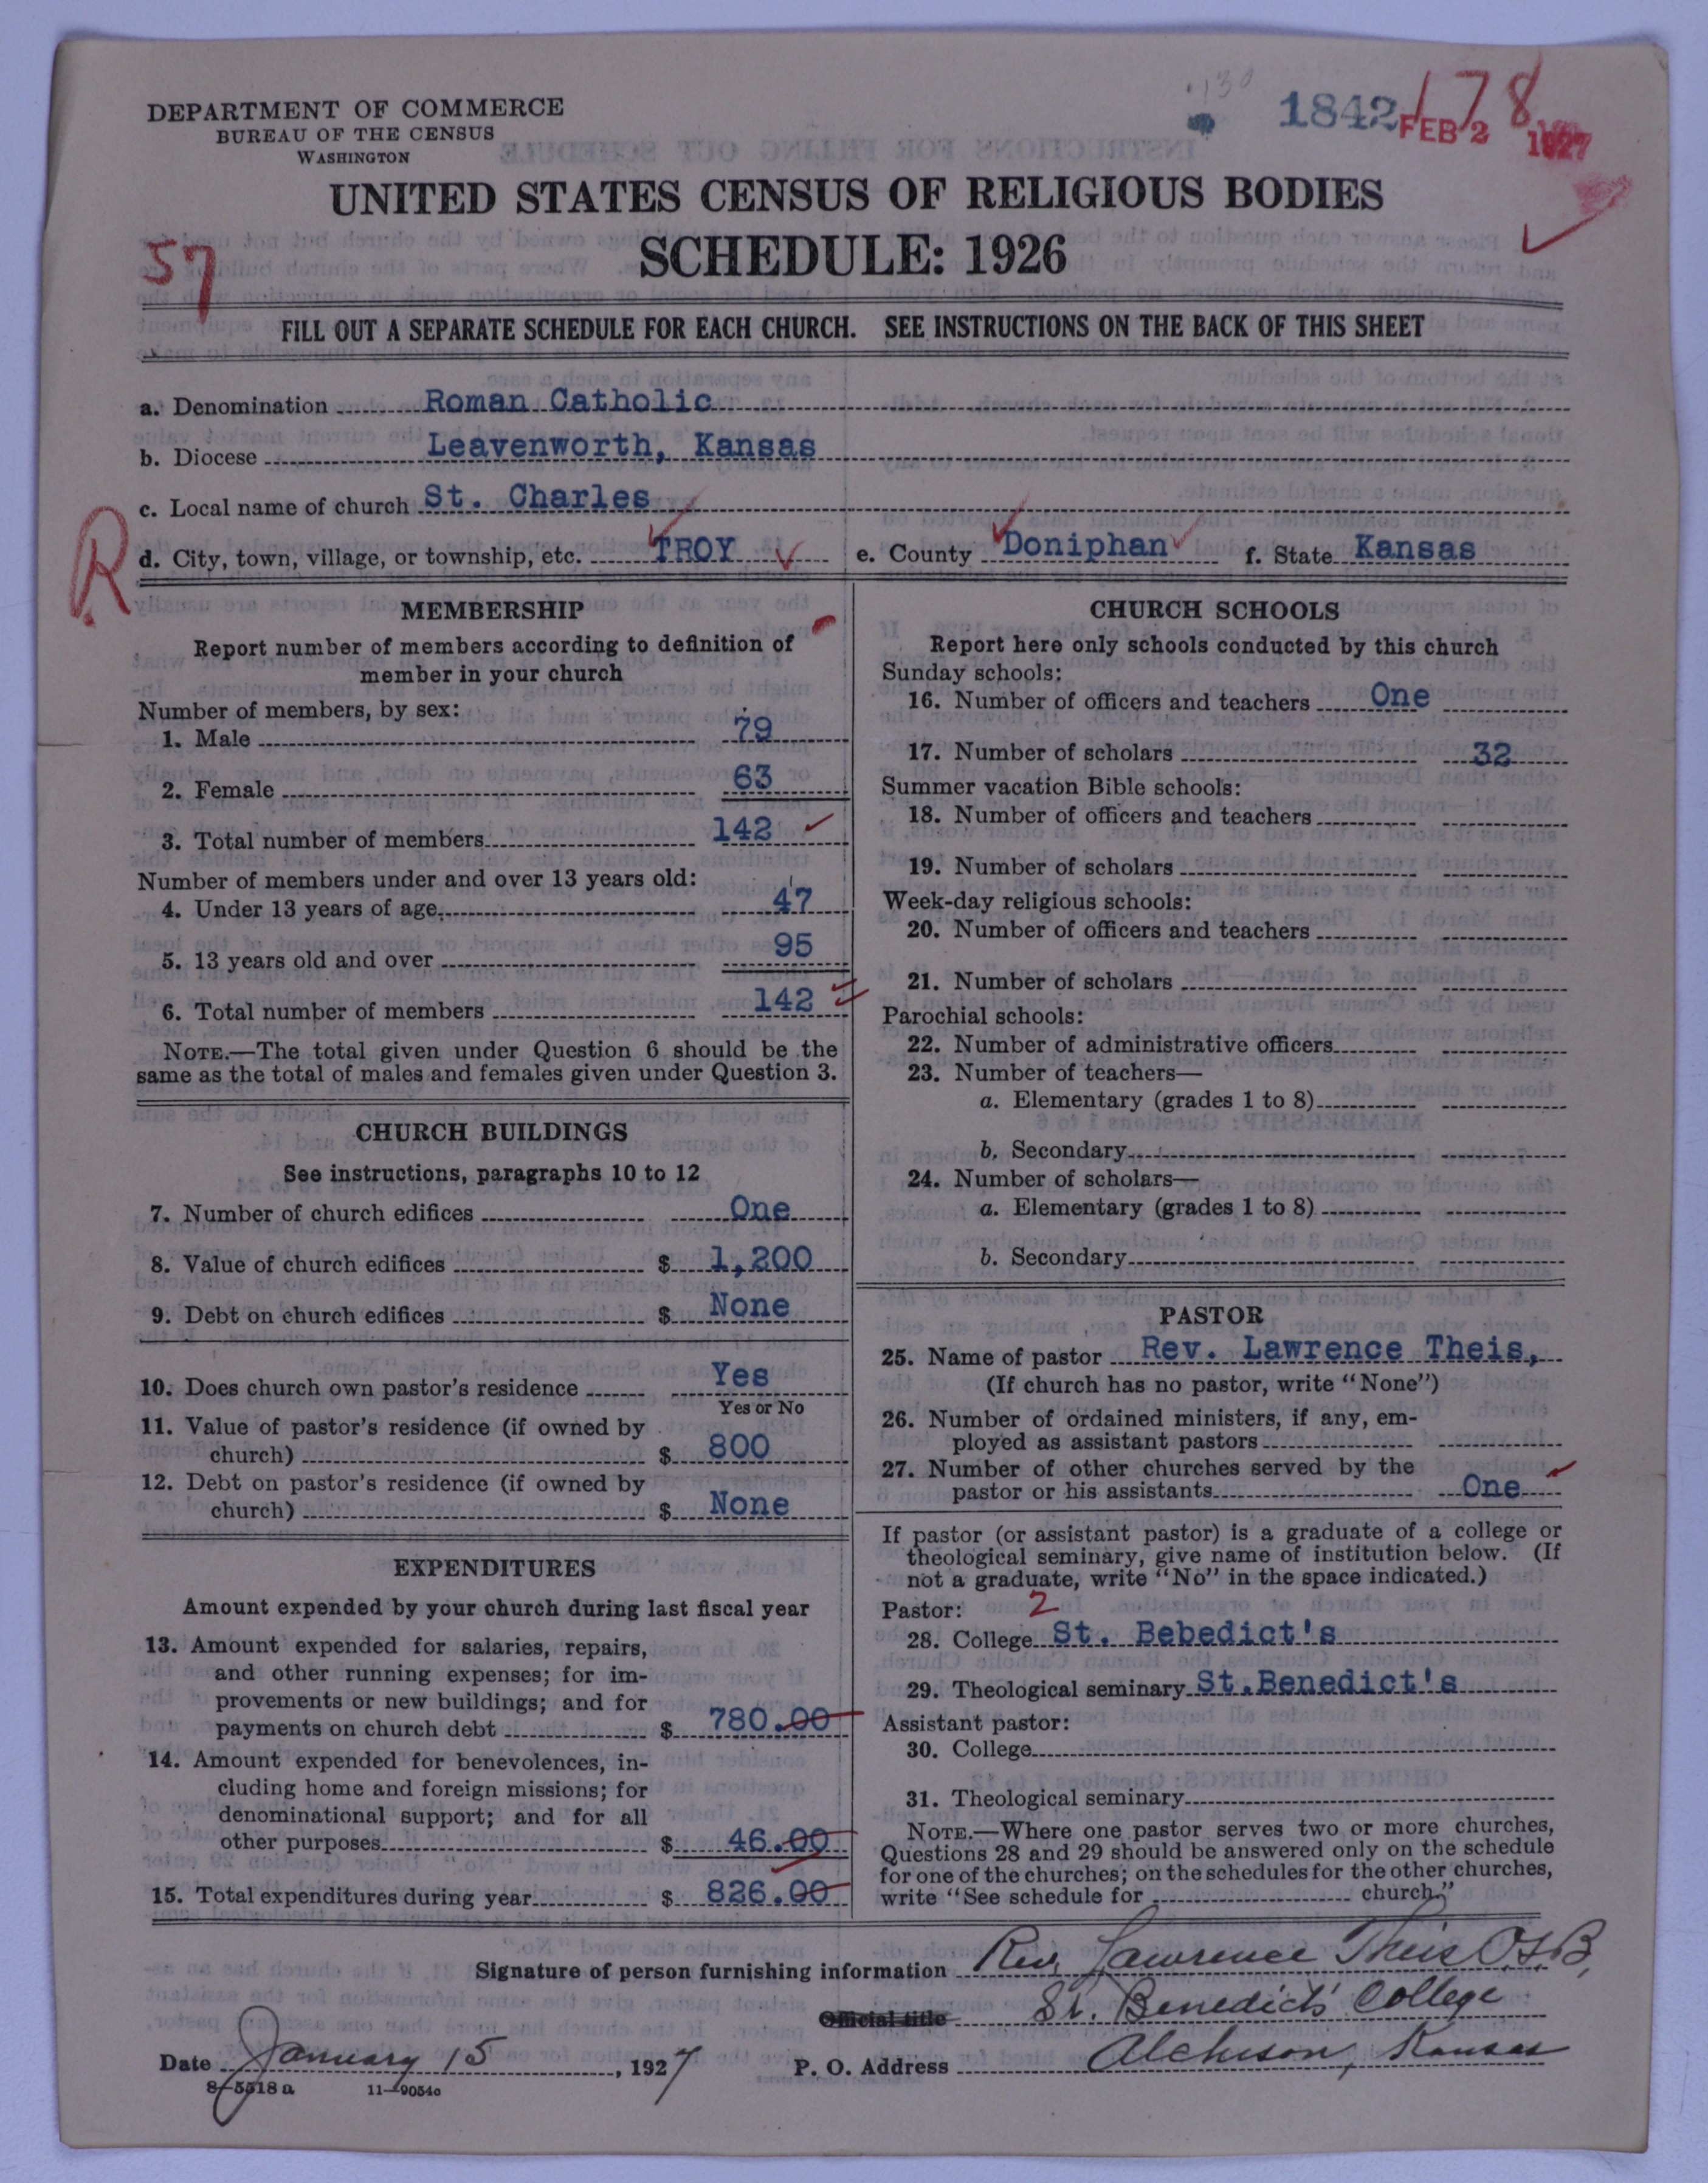 DEPARTMENT OF COMMERCE
BUREAU OF THE CENSUS
WASHINGTON
130
1842
178
FEB 2 1927
UNITED STATES CENSUS OF RELIGIOUS BODIES
SCHEDULE: 1926
57
FILL OUT A SEPARATE SCHEDULE FOR EACH CHURCH. SEE INSTRUCTIONS ON THE BACK OF THIS SHEET
a. Denomination Roman Catholic
b. Diocese Leavenworth, Kansas
c. Local name of church St. Charles
R
d. City, town, village, or township, etc. TROY e. County Doniphan f. State Kansas
MEMBERSHIP
Report number of members according to definition of
member in your church
Number of members, by sex:
1. Male 79
2. Female 63
3. Total number of members 142
Number of members under and over 13 years old:
4. Under 13 years of age 47
5. 13 years old and over 95
6. Total number of members 142
NOTE.—The total given under Question 6 should be the
same as the total of males and females given under Question 3.
CHURCH BUILDINGS
See instructions, paragraphs 10 to 12
7. Number of church edifices One
8. Value of church edifices $ 1,200
9. Debt on church edifices $ None
10. Does church own pastor's residence Yes
Yes or No
11. Value of pastor's residence (if owned by
church) $ 800
12. Debt on pastor's residence (if owned by
church) $ None
EXPENDITURES
Amount expended by your church during last fiscal year
13. Amount expended for salaries, repairs,
and other running expenses; for im-
provements or new buildings; and for
payments on church debt $ 780.00
14. Amount expended for benevolences, in-
cluding home and foreign missions; for
denominational support; and for all
other purposes $ 46.00
15. Total expenditures during year $ 826.00
CHURCH SCHOOLS
Report here only schools conducted by this church
Sunday schools:
16. Number of officers and teachers One
17. Number of scholars 32
Summer vacation Bible schools:
18. Number of officers and teachers
19. Number of scholars
Week-day religious schools:
20. Number of officers and teachers
21. Number of scholars
Parochial schools:
22. Number of administrative officers
23. Number of teachers—
a. Elementary (grades 1 to 8)
b. Secondary
24. Number of scholars—
a. Elementary (grades 1 to 8)
b. Secondary
PASTOR
25. Name of pastor Rev. Lawrence Theis,
(If church has no pastor, write "None")
26. Number of ordained ministers, if any, em-
ployed as assistant pastors
27. Number of other churches served by the
pastor or his assistants One
If pastor (or assistant pastor) is a graduate of a college or
theological seminary, give name of institution below. (If
not a graduate, write "No" in the space indicated.)
Pastor: 2
28. College St. Bebedict's
29. Theological seminary St.Benedict's
Assistant pastor:
30. College
31. Theological seminary
NOTE.—Where one pastor serves two or more churches,
Questions 28 and 29 should be answered only on the schedule
for one of the churches; on the schedules for the other churches,
write "See schedule for church."
Signature of person furnishing information Rev. Lawrence Theis O.S.B.
Official title St. Benedict's College
Date January 15, 1927 P. O. Address Atchison, Kansas
8-5518 a 11-9054a